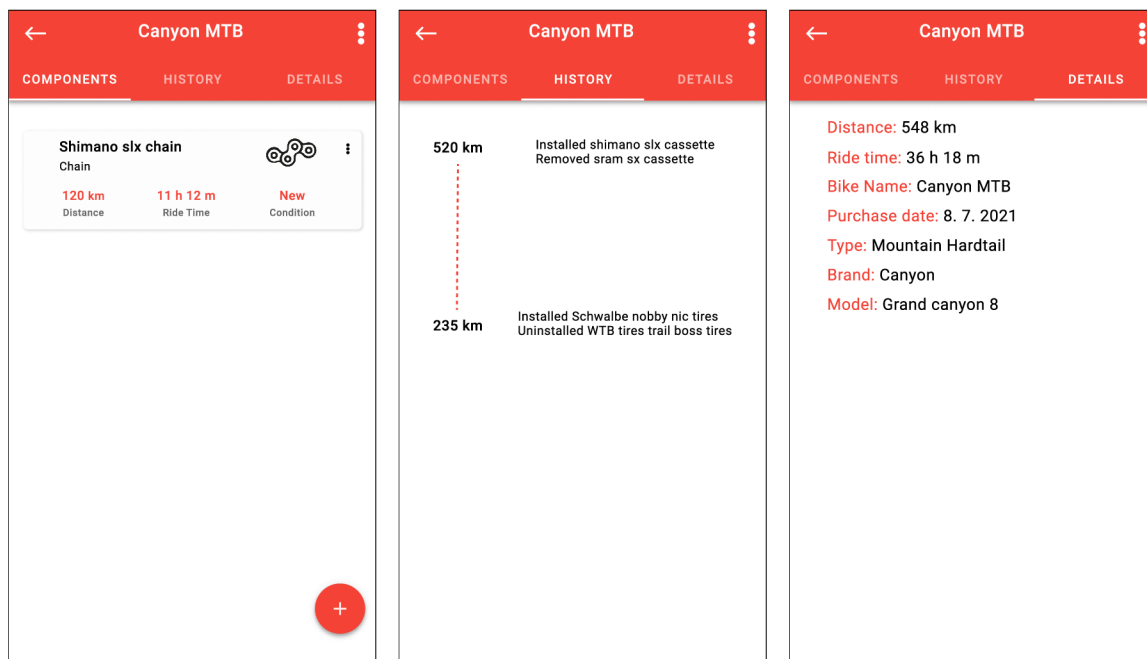 Canyon MTB
COMPONENTS HISTORY DETAILS
Shimano slx chain
Chain
120 km 11 h 12 m New
Distance Ride Time Condition
+
Canyon MTB
COMPONENTS HISTORY DETAILS
520 km
Installed shimano slx cassette
Removed sram sx cassette
235 km
Installed Schwalbe nobby nic tires
Uninstalled WTB tires trail boss tires
Canyon MTB
COMPONENTS HISTORY DETAILS
Distance: 548 km
Ride time: 36 h 18 m
Bike Name: Canyon MTB
Purchase date: 8. 7. 2021
Type: Mountain Hardtail
Brand: Canyon
Model: Grand canyon 8